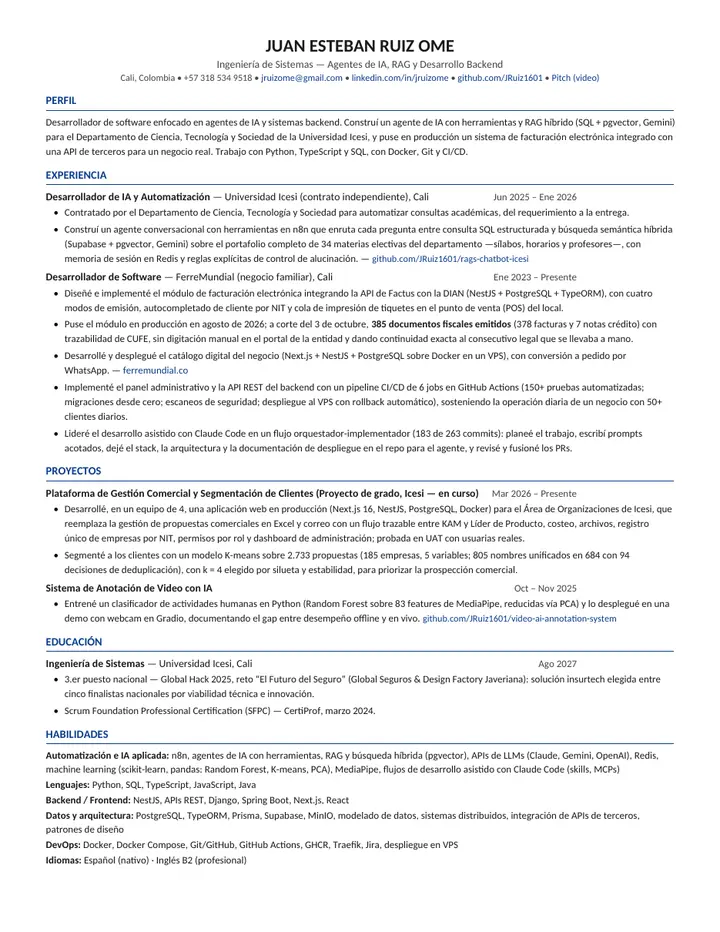 JUAN ESTEBAN RUIZ OME
Ingeniería de Sistemas — Agentes de IA, RAG y Desarrollo Backend
Cali, Colombia • +57 318 534 9518 • jruizome@gmail.com • linkedin.com/in/jruizome • github.com/JRuiz1601 • Pitch (video)
PERFIL
Desarrollador de software enfocado en agentes de IA y sistemas backend. Construí un agente de IA con herramientas y RAG híbrido (SQL + pgvector, Gemini)
para el Departamento de Ciencia, Tecnología y Sociedad de la Universidad Icesi, y puse en producción un sistema de facturación electrónica integrado con
una API de terceros para un negocio real. Trabajo con Python, TypeScript y SQL, con Docker, Git y CI/CD.
EXPERIENCIA
Desarrollador de IA y Automatización — Universidad Icesi (contrato independiente), Cali Jun 2025 – Ene 2026
• Contratado por el Departamento de Ciencia, Tecnología y Sociedad para automatizar consultas académicas, del requerimiento a la entrega.
• Construí un agente conversacional con herramientas en n8n que enruta cada pregunta entre consulta SQL estructurada y búsqueda semántica híbrida
(Supabase + pgvector, Gemini) sobre el portafolio completo de 34 materias electivas del departamento —sílabos, horarios y profesores—, con
memoria de sesión en Redis y reglas explícitas de control de alucinación. — github.com/JRuiz1601/rags-chatbot-icesi
Desarrollador de Software — FerreMundial (negocio familiar), Cali Ene 2023 – Presente
• Diseñé e implementé el módulo de facturación electrónica integrando la API de Factus con la DIAN (NestJS + PostgreSQL + TypeORM), con cuatro
modos de emisión, autocompletado de cliente por NIT y cola de impresión de tiquetes en el punto de venta (POS) del local.
• Puse el módulo en producción en agosto de 2026; a corte del 3 de octubre, 385 documentos fiscales emitidos (378 facturas y 7 notas crédito) con
trazabilidad de CUFE, sin digitación manual en el portal de la entidad y dando continuidad exacta al consecutivo legal que se llevaba a mano.
• Desarrollé y desplegué el catálogo digital del negocio (Next.js + NestJS + PostgreSQL sobre Docker en un VPS), con conversión a pedido por
WhatsApp. — ferremundial.co
• Implementé el panel administrativo y la API REST del backend con un pipeline CI/CD de 6 jobs en GitHub Actions (150+ pruebas automatizadas;
migraciones desde cero; escaneos de seguridad; despliegue al VPS con rollback automático), sosteniendo la operación diaria de un negocio con 50+
clientes diarios.
• Lideré el desarrollo asistido con Claude Code en un flujo orquestador-implementador (183 de 263 commits): planeé el trabajo, escribí prompts
acotados, dejé el stack, la arquitectura y la documentación de despliegue en el repo para el agente, y revisé y fusioné los PRs.
PROYECTOS
Plataforma de Gestión Comercial y Segmentación de Clientes (Proyecto de grado, Icesi — en curso) Mar 2026 – Presente
• Desarrollé, en un equipo de 4, una aplicación web en producción (Next.js 16, NestJS, PostgreSQL, Docker) para el Área de Organizaciones de Icesi, que
reemplaza la gestión de propuestas comerciales en Excel y correo con un flujo trazable entre KAM y Líder de Producto, costeo, archivos, registro
único de empresas por NIT, permisos por rol y dashboard de administración; probada en UAT con usuarias reales.
• Segmenté a los clientes con un modelo K-means sobre 2.733 propuestas (185 empresas, 5 variables; 805 nombres unificados en 684 con 94
decisiones de deduplicación), con k = 4 elegido por silueta y estabilidad, para priorizar la prospección comercial.
Sistema de Anotación de Video con IA Oct – Nov 2025
• Entrené un clasificador de actividades humanas en Python (Random Forest sobre 83 features de MediaPipe, reducidas vía PCA) y lo desplegué en una
demo con webcam en Gradio, documentando el gap entre desempeño offline y en vivo. github.com/JRuiz1601/video-ai-annotation-system
EDUCACIÓN
Ingeniería de Sistemas — Universidad Icesi, Cali Ago 2027
• 3.er puesto nacional — Global Hack 2025, reto "El Futuro del Seguro" (Global Seguros & Design Factory Javeriana): solución insurtech elegida entre
cinco finalistas nacionales por viabilidad técnica e innovación.
• Scrum Foundation Professional Certification (SFPC) — CertiProf, marzo 2024.
HABILIDADES
Automatización e IA aplicada: n8n, agentes de IA con herramientas, RAG y búsqueda híbrida (pgvector), APIs de LLMs (Claude, Gemini, OpenAI), Redis,
machine learning (scikit-learn, pandas: Random Forest, K-means, PCA), MediaPipe, flujos de desarrollo asistido con Claude Code (skills, MCPs)
Lenguajes: Python, SQL, TypeScript, JavaScript, Java
Backend / Frontend: NestJS, APIs REST, Django, Spring Boot, Next.js, React
Datos y arquitectura: PostgreSQL, TypeORM, Prisma, Supabase, MinIO, modelado de datos, sistemas distribuidos, integración de APIs de terceros,
patrones de diseño
DevOps: Docker, Docker Compose, Git/GitHub, GitHub Actions, GHCR, Traefik, Jira, despliegue en VPS
Idiomas: Español (nativo) · Inglés B2 (profesional)